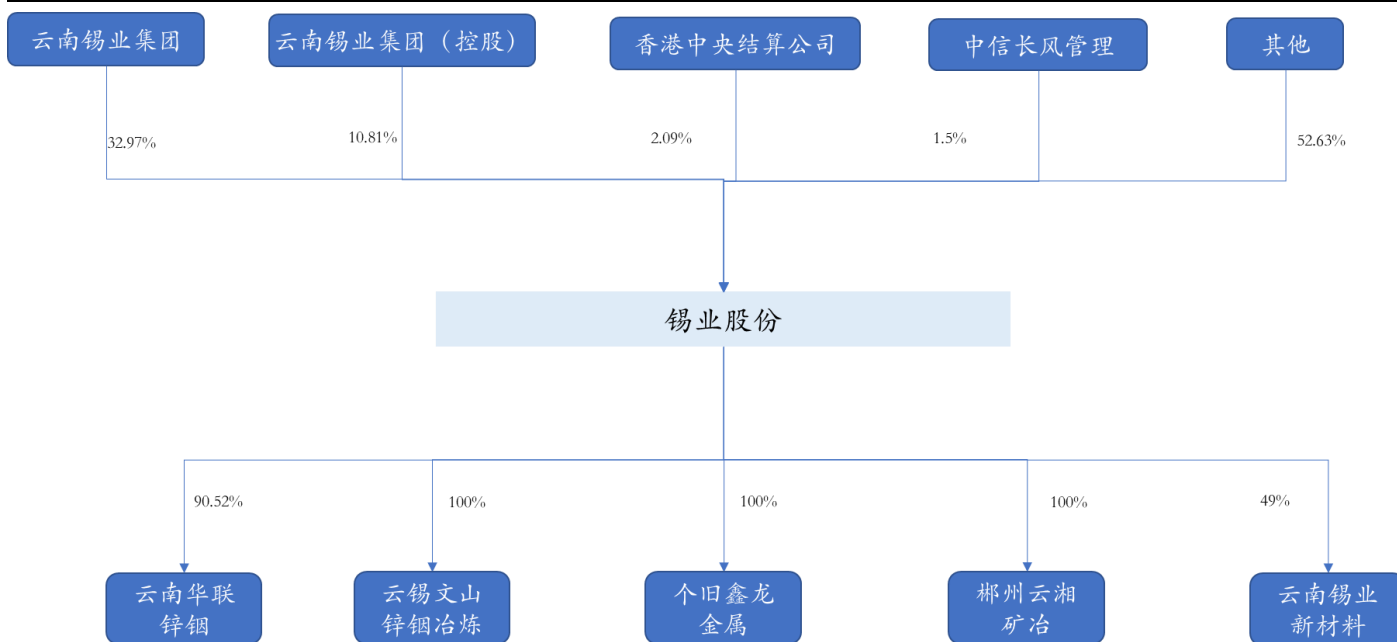 云南锡业集团
云南锡业集团（控股）
香港中央结算公司
中信长风管理
其他
32.97%
10.81%
2.09%
1.5%
52.63%
锡业股份
90.52%
100%
100%
100%
49%
云南华联
锌铟
云锡文山
锌铟冶炼
个旧鑫龙
金属
郴州云湘
矿冶
云南锡业
新材料